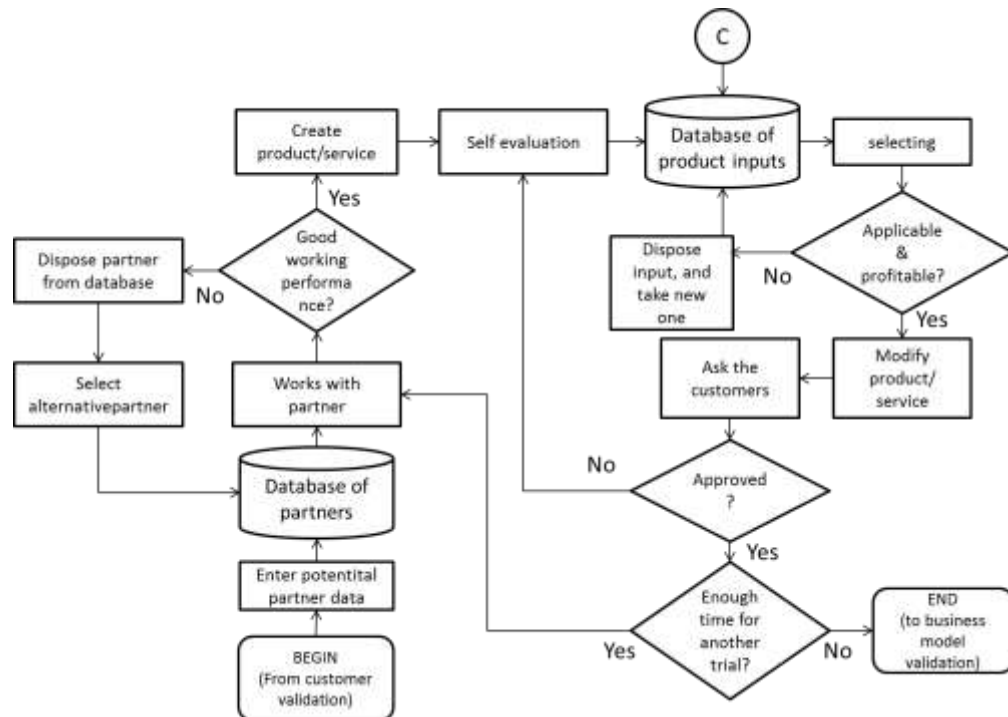 C
Create
product/service
Self evaluation
Database of
product inputs
selecting
Yes
Good
working
performa
nce?
No
Dispose partner
from database
Applicable
&
profitable?
No
Dispose
input, and
take new
one
Yes
Select
alternativepartner
Works with
partner
Ask the
customers
Modify
product/
service
Database of
partners
No
Approved
?
Yes
Enter potentital
partner data
Enough
time for
another
trial?
Yes
No
END
(to business
model
validation)
BEGIN
(From customer
validation)